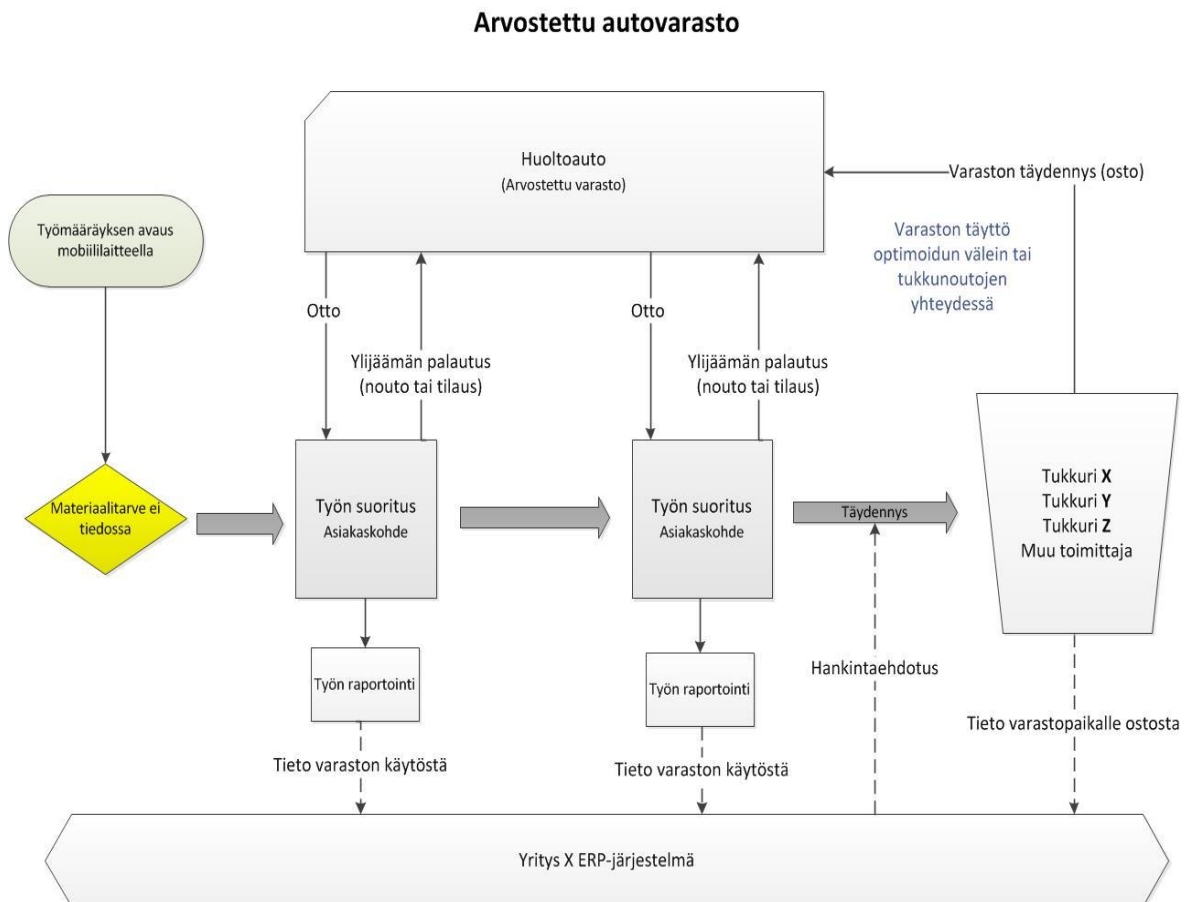 Arvostettu autovarasto
Huoltoauto
(Arvostettu varasto)
Varaston täydennys (osto)
Työmääräyksen avaus
mobiililaitteella
Varaston täyttö
optimoidun välein tai
tukkunoutojen
yhteydessä
Otto
Ylijäämän palautus
(nouto tai tilaus)
Otto
Ylijäämän palautus
(nouto tai tilaus)
Materiaalitarve ei
tiedossa
Työn suoritus
Asiakaskohde
Työn suoritus
Asiakaskohde
Täydennys
Tukkuri X
Tukkuri Y
Tukkuri Z
Muu toimittaja
Työn raportointi
Työn raportointi
Hankintaehdotus
Tieto varastopaikalle ostosta
Tieto varaston käytöstä
Tieto varaston käytöstä
Yritys X ERP-järjestelmä